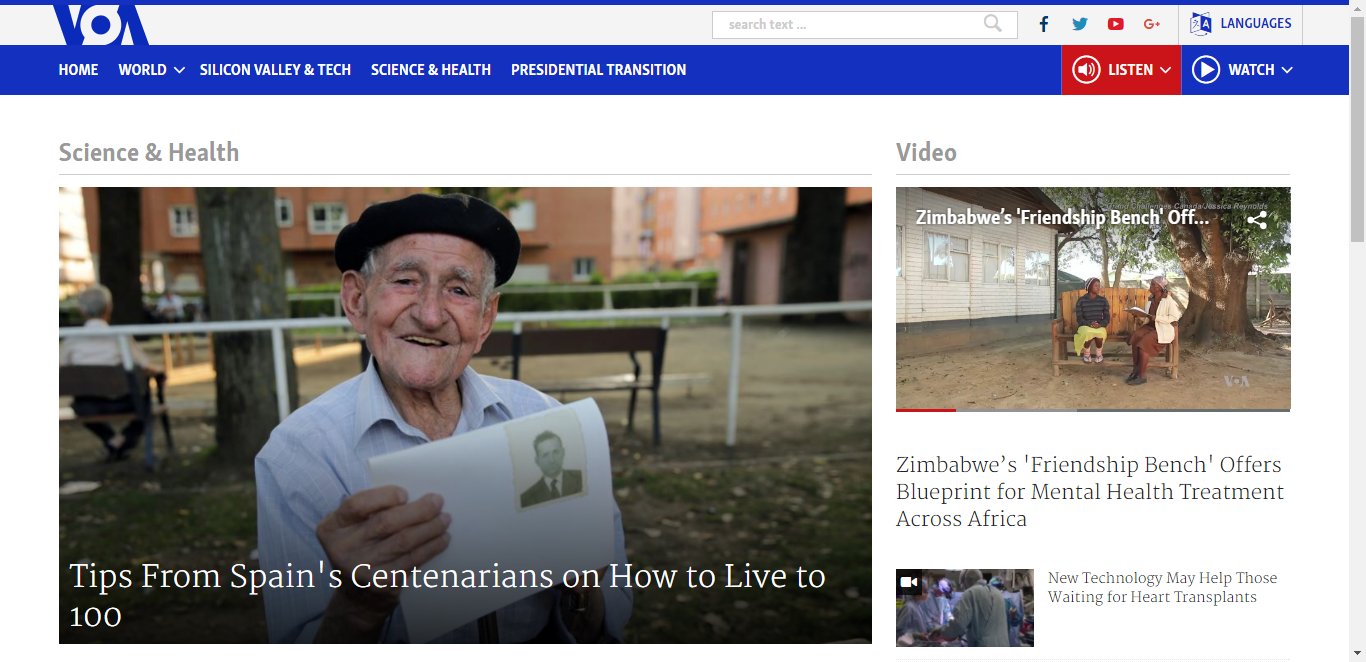 VOA
search text ...
LANGUAGES
HOME
WORLD
SILICON VALLEY & TECH
SCIENCE & HEALTH
PRESIDENTIAL TRANSITION
LISTEN
WATCH
Science & Health
Tips From Spain's Centenarians on How to Live to
100
Video
Grand Challenges Canada/Jessica Reynolds
Zimbabwe’s 'Friendship Bench' Off...
VOA
Zimbabwe’s 'Friendship Bench' Offers
Blueprint for Mental Health Treatment
Across Africa
New Technology May Help Those
Waiting for Heart Transplants